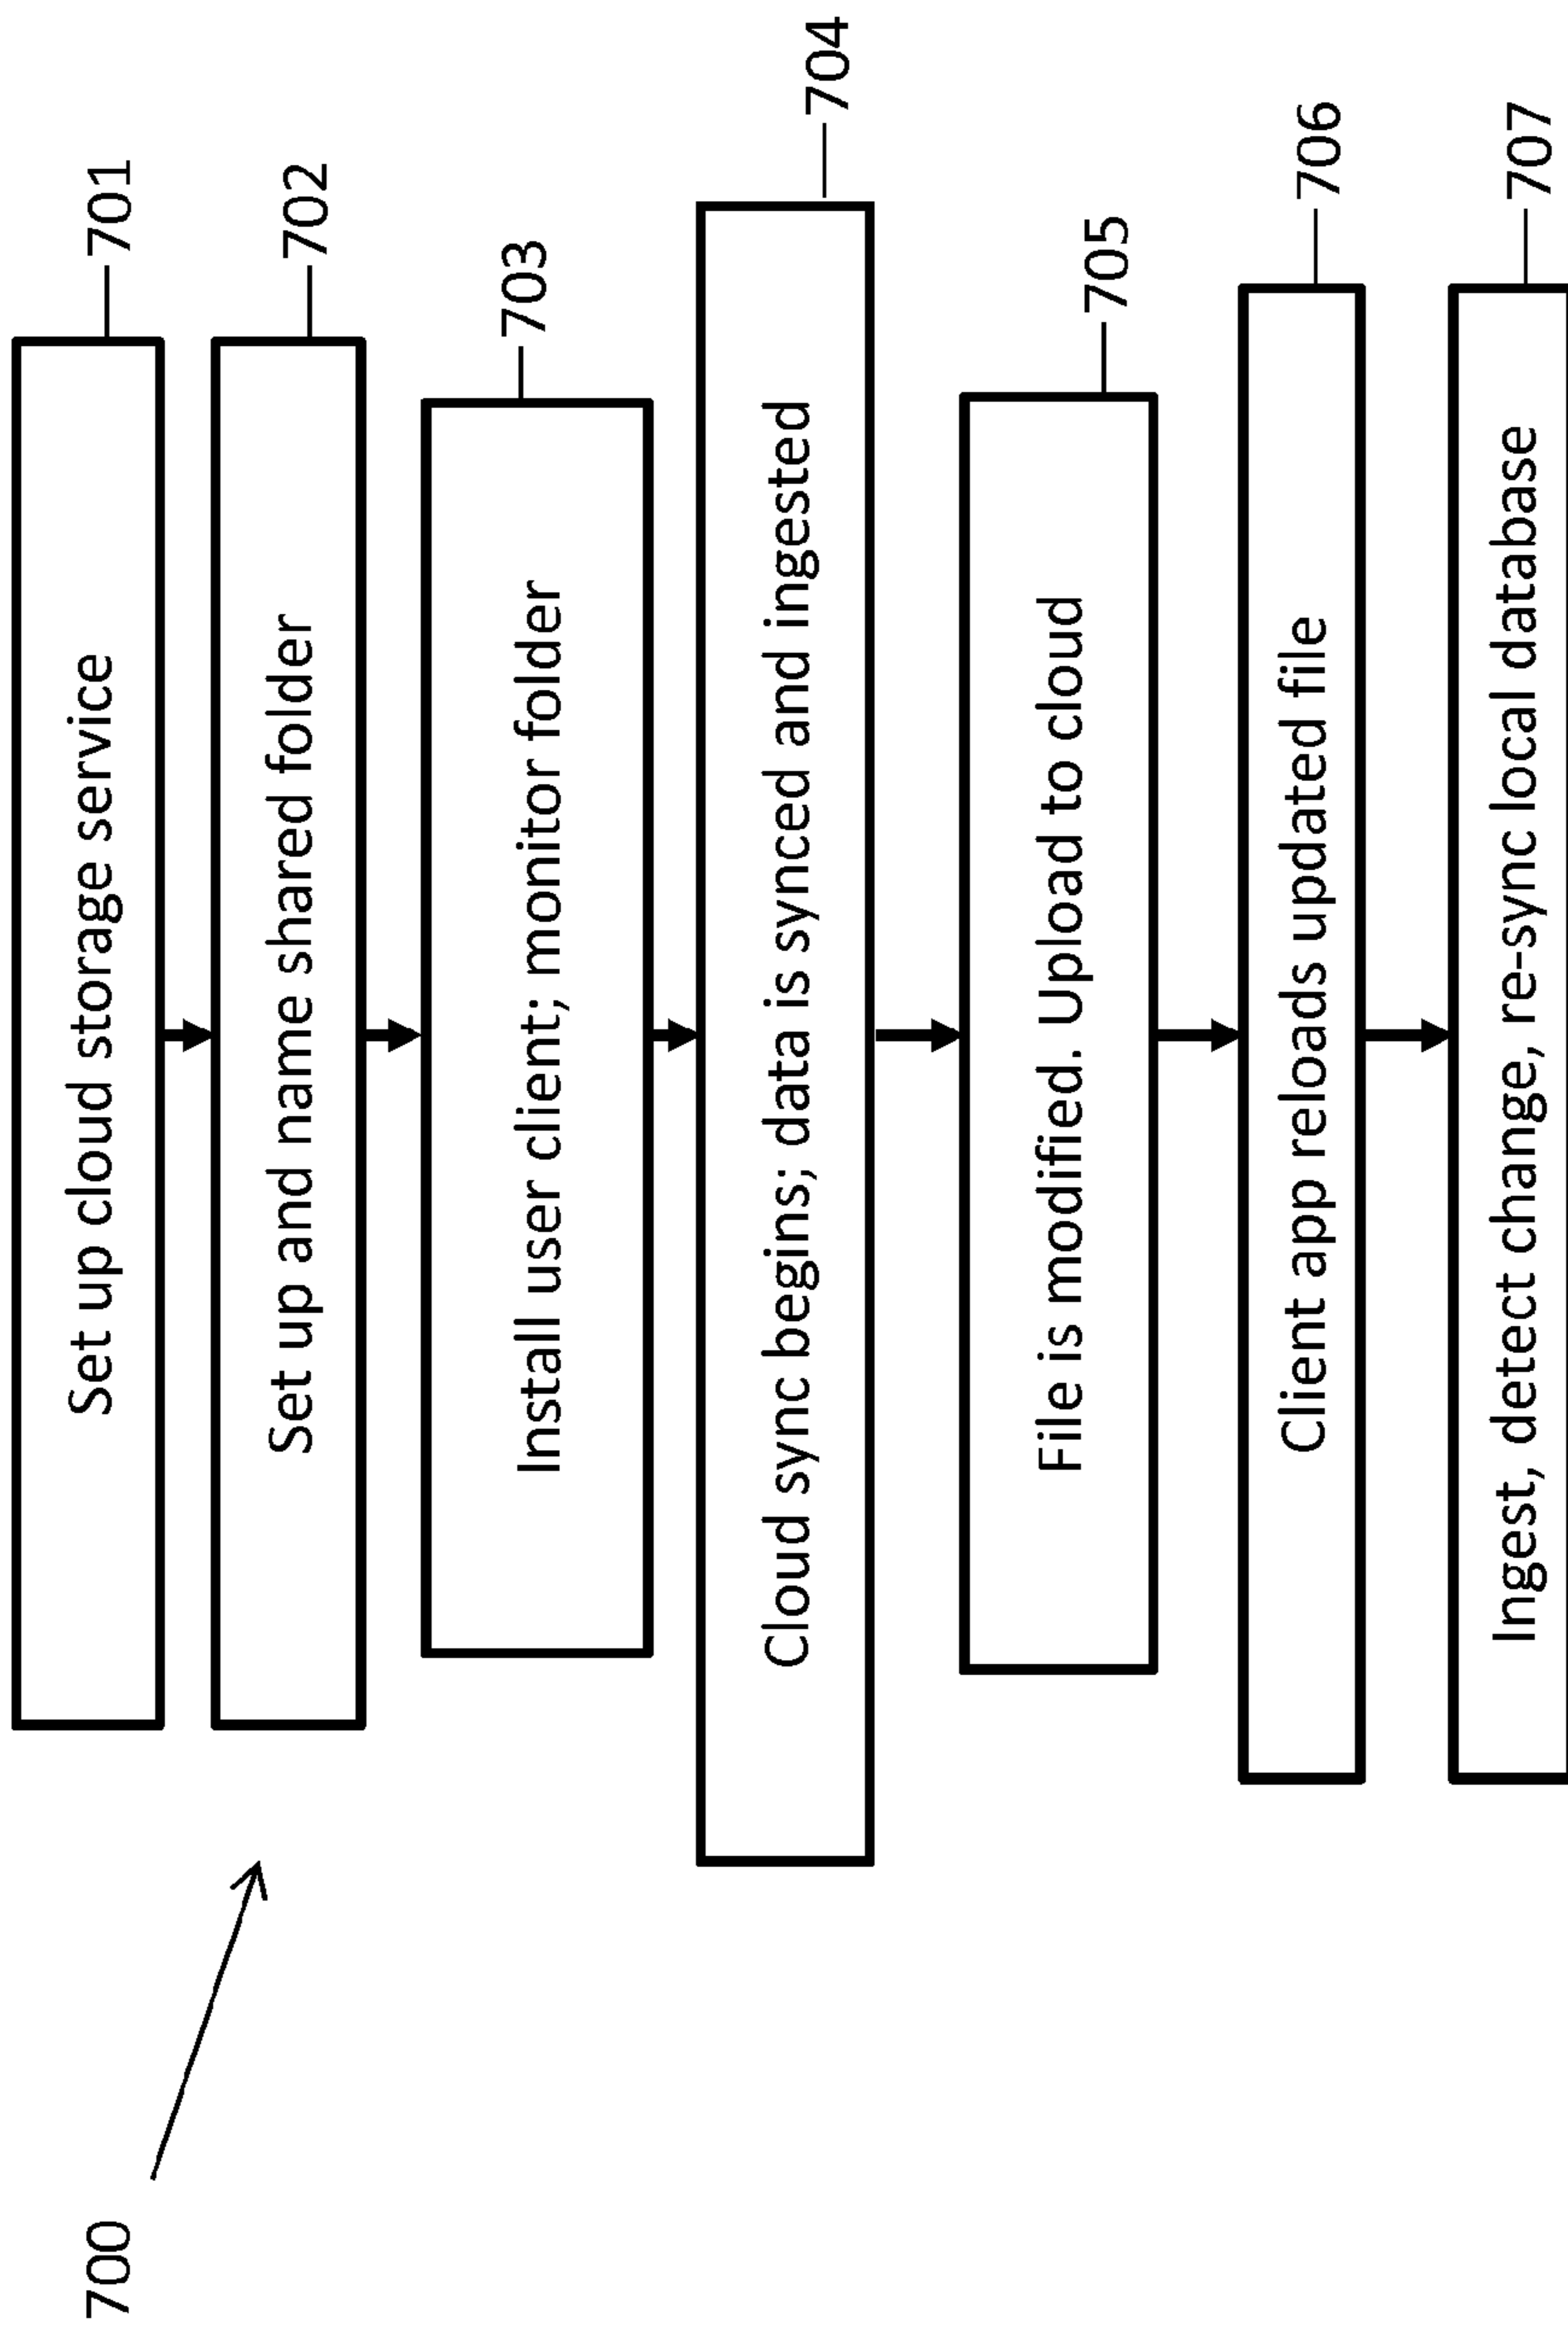 700
Set up cloud storage service
701
Set up and name shared folder
702
Install user client; monitor folder
703
Cloud sync begins; data is synced and ingested
704
File is modified. Upload to cloud
705
Client app reloads updated file
706
Ingest, detect change, re-sync local database
707